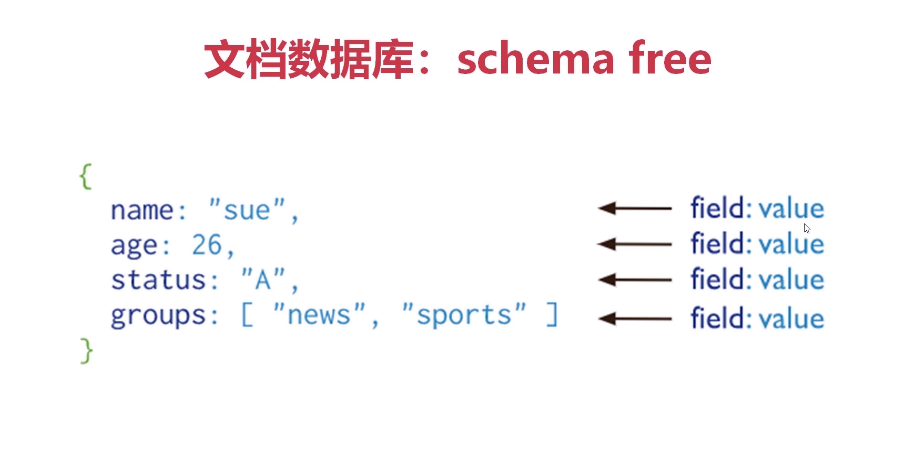 文档数据库：schema free
{
name: "sue", field: value
age: 26, field: value
status: "A", field: value
groups: [ "news", "sports" ] field: value
}